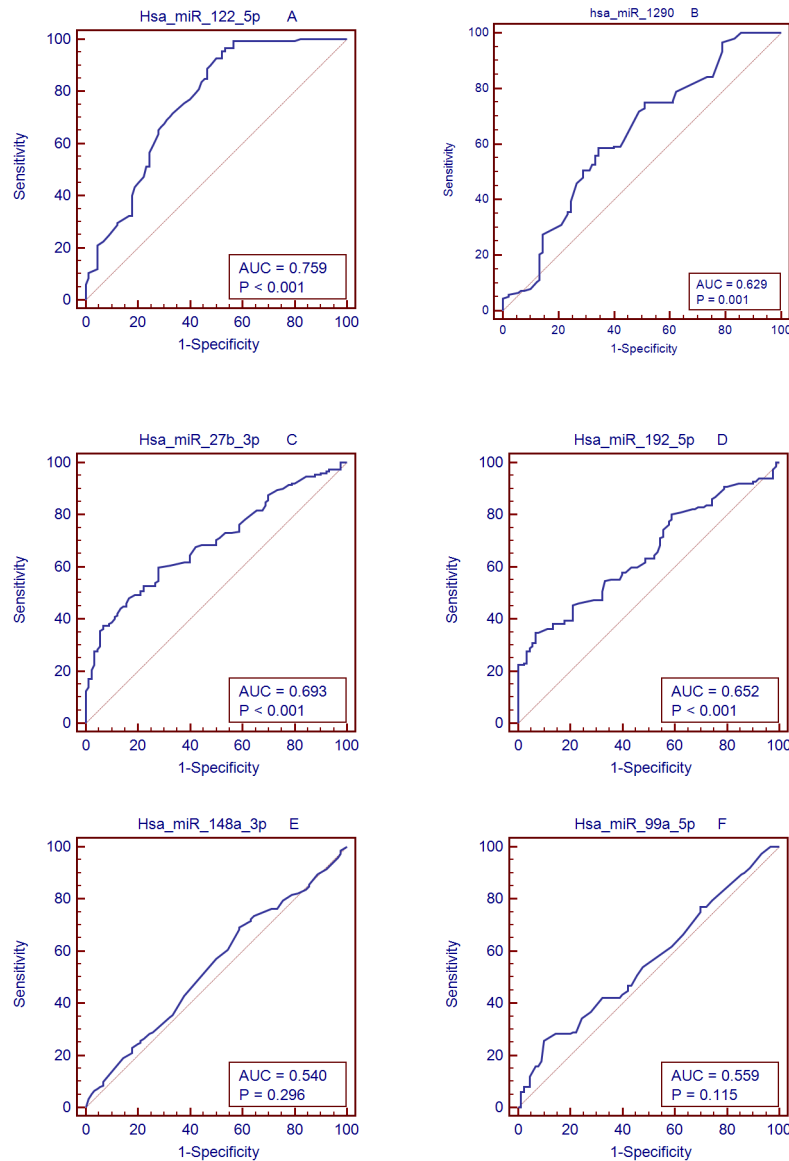 Hsa_miR_122_5p A
100
80
60
40
20
0
Sensitivity
AUC = 0.759
P < 0.001
0 20 40 60 80 100
1-Specificity
hsa_miR_1290 B
100
80
60
40
20
0
Sensitivity
AUC = 0.629
P = 0.001
0 20 40 60 80 100
1-Specificity
Hsa_miR_27b_3p C
100
80
60
40
20
0
Sensitivity
AUC = 0.693
P < 0.001
0 20 40 60 80 100
1-Specificity
Hsa_miR_192_5p D
100
80
60
40
20
0
Sensitivity
AUC = 0.652
P < 0.001
0 20 40 60 80 100
1-Specificity
Hsa_miR_148a_3p E
100
80
60
40
20
0
Sensitivity
AUC = 0.540
P = 0.296
0 20 40 60 80 100
1-Specificity
Hsa_miR_99a_5p F
100
80
60
40
20
0
Sensitivity
AUC = 0.559
P = 0.115
0 20 40 60 80 100
1-Specificity